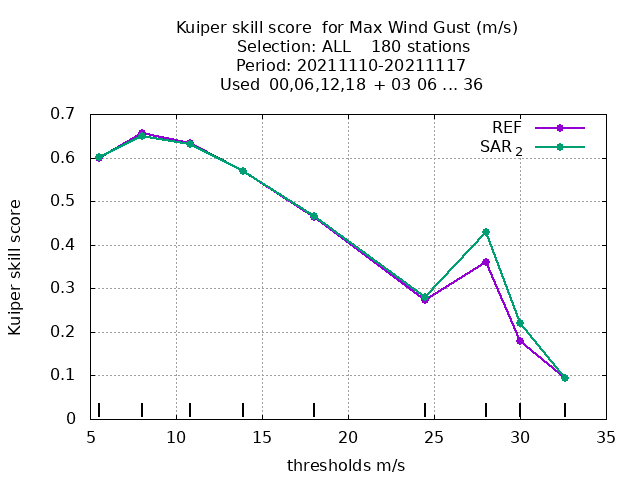 Kuiper skill score  for Max Wind Gust (m/s)
Selection: ALL    180 stations
Period: 20211110-20211117
Used  00,06,12,18  + 03 06 ... 36
REF
SAR 2
0.7
0.6
0.5
0.4
0.3
0.2
0.1
0
Kuiper skill score
5 10 15 20 25 30 35
thresholds m/s